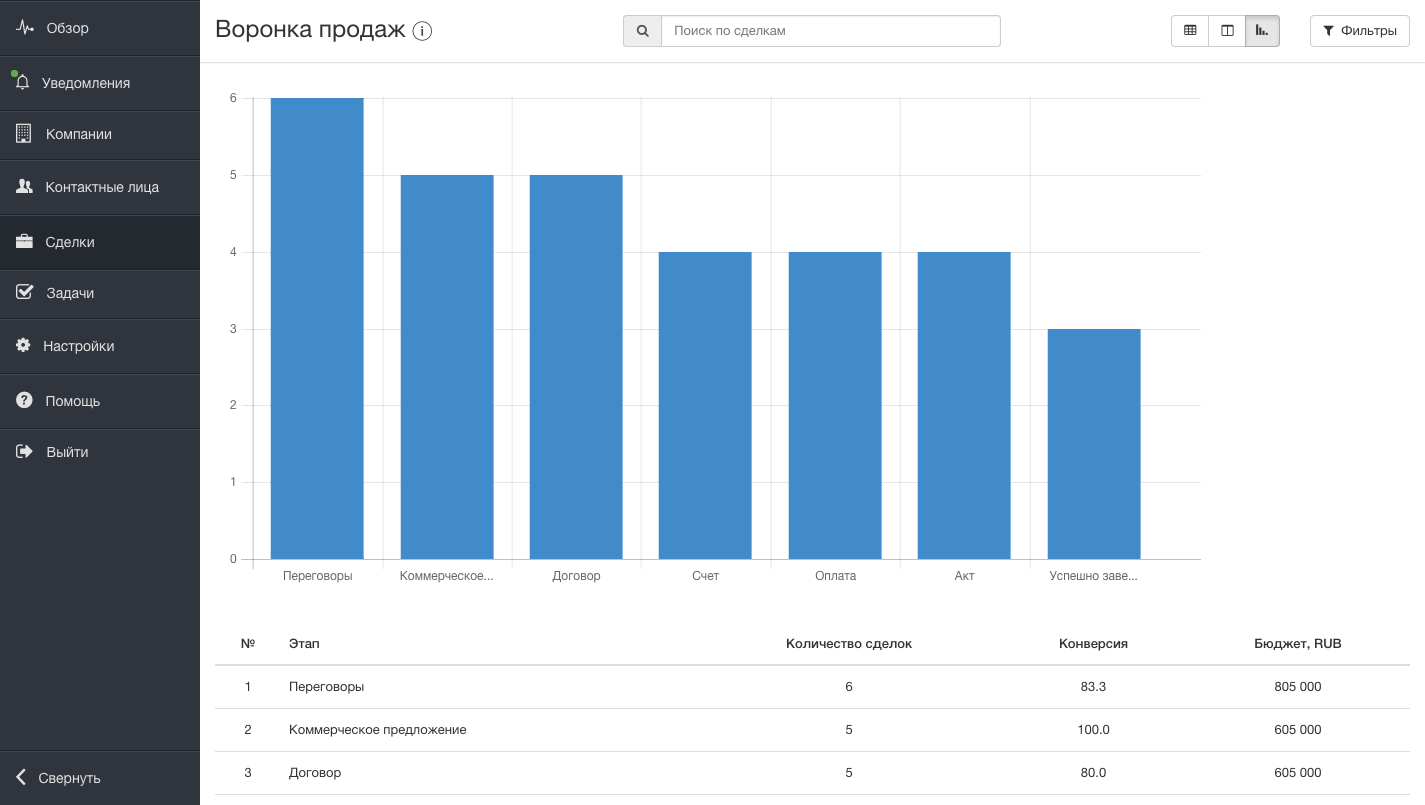 Обзор
Уведомления
Компании
Контактные лица
Сделки
Задачи
Настройки
Помощь
Выйти
Свернуть
Воронка продаж
Поиск по сделкам
Фильтры
6
5
4
3
2
1
0
Переговоры Коммерческое... Договор Счет Оплата Акт Успешно заве...
№ Этап Количество сделок Конверсия Бюджет, RUB
1 Переговоры 6 83.3 805 000
2 Коммерческое предложение 5 100.0 605 000
3 Договор 5 80.0 605 000